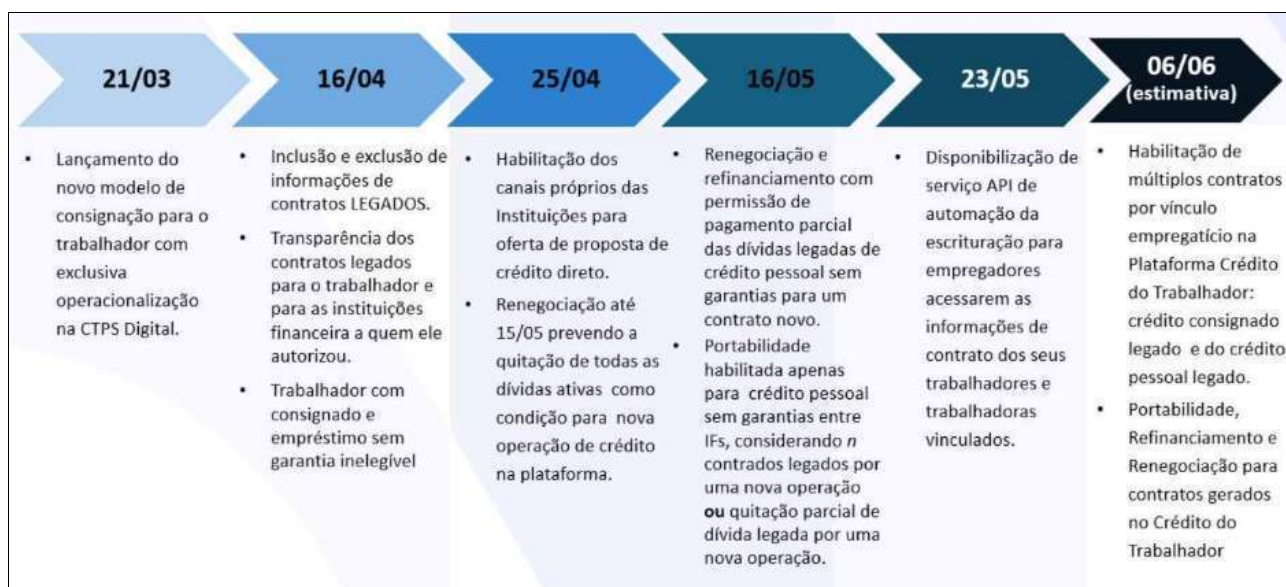 21/03
• Lançamento do
novo modelo de
consignação para o
trabalhador com
exclusiva
operacionalização
na CTPS Digital.
16/04
• Inclusão e exclusão de
informações de
contratos LEGADOS.
• Transparência dos
contratos legados
para o trabalhador e
para as instituições
financeira a quem ele
autorizou.
• Trabalhador com
consignado e
empréstimo sem
garantia inelegível
25/04
• Habilitação dos
canais próprios das
Instituições para
oferta de proposta de
crédito direto.
• Renegociação até
15/05 prevendo a
quitação de todas as
dívidas ativas como
condição para nova
operação de crédito
na plataforma.
16/05
• Renegociação e
refinanciamento com
permissão de
pagamento parcial
das dívidas legadas de
crédito pessoal sem
garantias para um
contrato novo.
• Portabilidade
habilitada apenas
para crédito pessoal
sem garantias entre
IFs, considerando n
contrados legados por
uma nova operação
ou quitação parcial de
dívida legada por uma
nova operação.
23/05
• Disponibilização de
serviço API de
automação da
escrituração para
empregadores
acessarem as
informações de
contrato dos seus
trabalhadores e
trabalhadoras
vinculados.
06/06
(estimativa)
• Habilitação de
múltiplos contratos
por vínculo
empregatício na
Plataforma Crédito
do Trabalhador:
crédito consignado
legado e do crédito
pessoal legado.
• Portabilidade,
Refinanciamento e
Renegociação para
contratos gerados
no Crédito do
Trabalhador